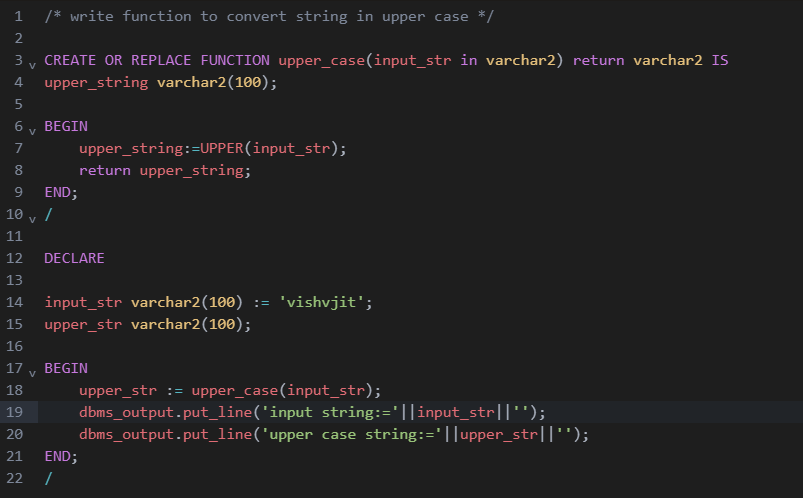 1 /* write function to convert string in upper case */
2
3 CREATE OR REPLACE FUNCTION upper_case(input_str in varchar2) return varchar2 IS
4 upper_string varchar2(100);
5
6 BEGIN
7     upper_string:=UPPER(input_str);
8     return upper_string;
9 END;
10 /
11
12 DECLARE
13
14 input_str varchar2(100) := 'vishvjit';
15 upper_str varchar2(100);
16
17 BEGIN
18     upper_str := upper_case(input_str);
19     dbms_output.put_line('input string:='||input_str||'');
20     dbms_output.put_line('upper case string:='||upper_str||'');
21 END;
22 /